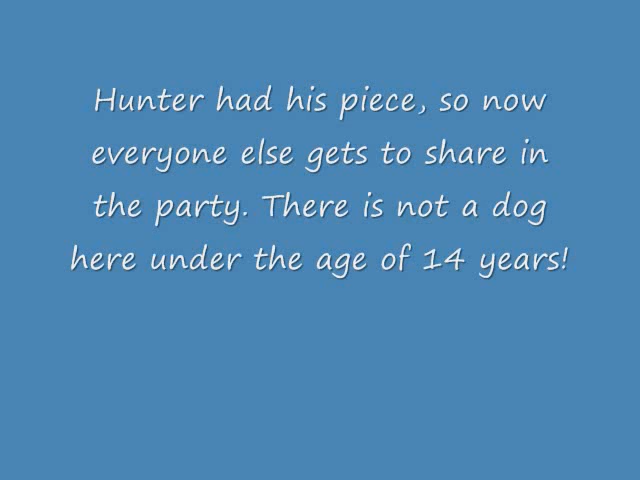 Hunter had his piece, so now
everyone else gets to share in
the party. There is not a dog
here under the age of 14 years!